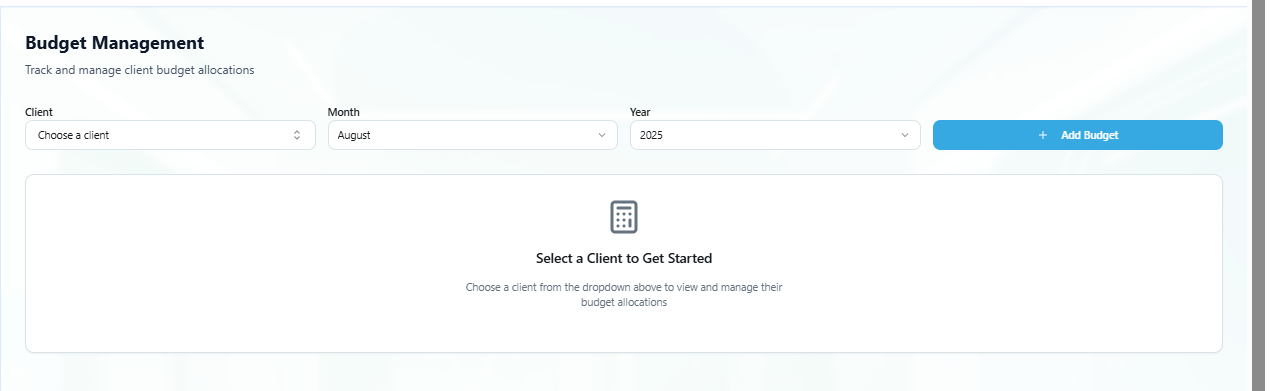 Budget Management
Track and manage client budget allocations
Client
Month
Year
Choose a client
August
2025
Add Budget
Select a Client to Get Started
Choose a client from the dropdown above to view and manage their
budget allocations